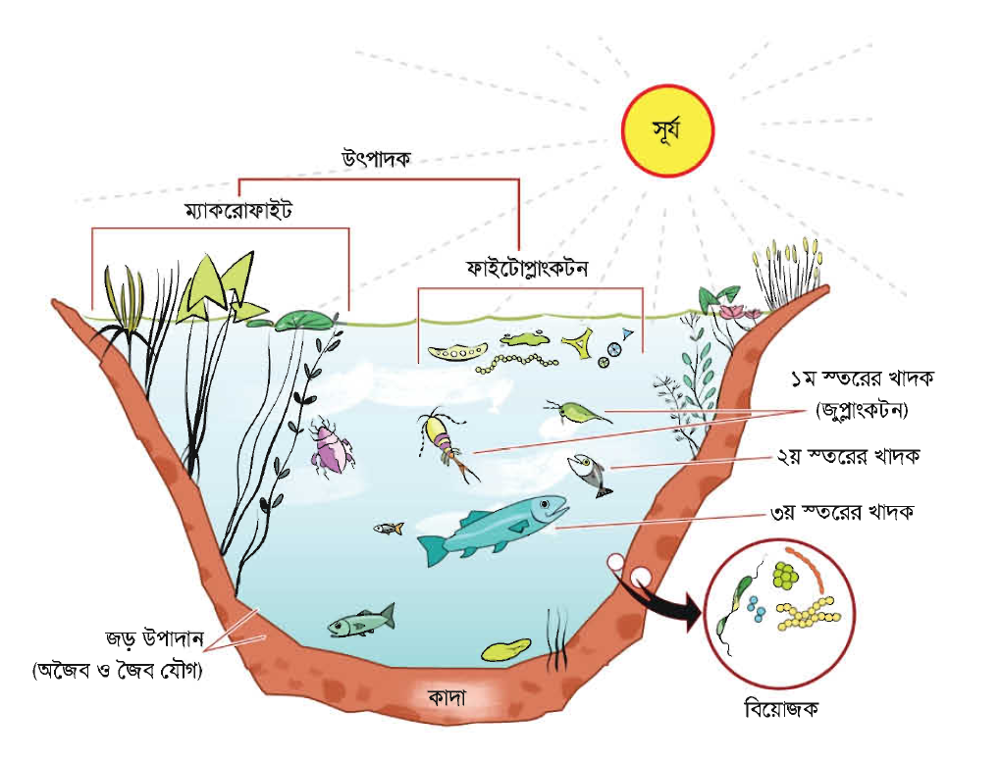 সূর্য
উৎপাদক
ম্যাকরোফাইট
ফাইটোপ্লাংকটন
১ম স্তরের খাদক
(জুপ্লাংকটন)
২য় স্তরের খাদক
৩য় স্তরের খাদক
জড় উপাদান
(অজৈব ও জৈব যৌগ)
কাদা
বিয়োজক